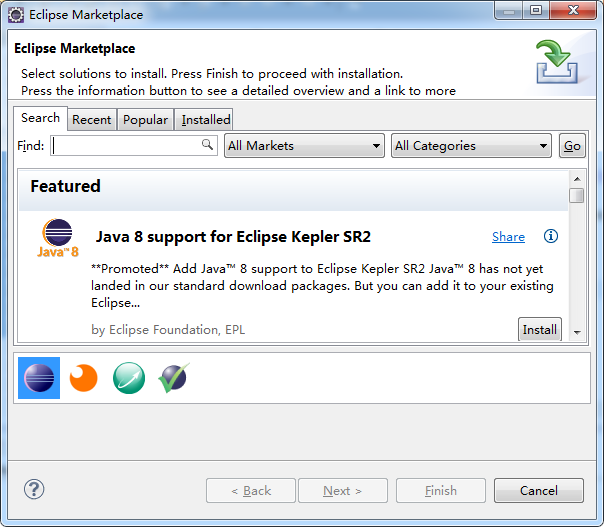 Eclipse Marketplace
Eclipse Marketplace
Select solutions to install. Press Finish to proceed with installation.
Press the information button to see a detailed overview and a link to more
Search Recent Popular Installed
Find: All Markets All Categories Go
Featured
Java™ 8
Java 8 support for Eclipse Kepler SR2 Share
**Promoted** Add Java™ 8 support to Eclipse Kepler SR2 Java™ 8 has not yet
landed in our standard download packages. But you can add it to your existing
Eclipse...
by Eclipse Foundation, EPL Install
? < Back Next > Finish Cancel